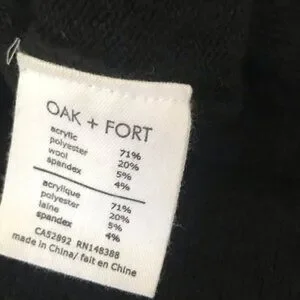 OAK + FORT
acrylic 71%
polyester 20%
wool 5%
spandex 4%
acrylique 71%
polyester 20%
laine 5%
spandex 4%
CA52892 RN148388
made in China/ fait en Chine